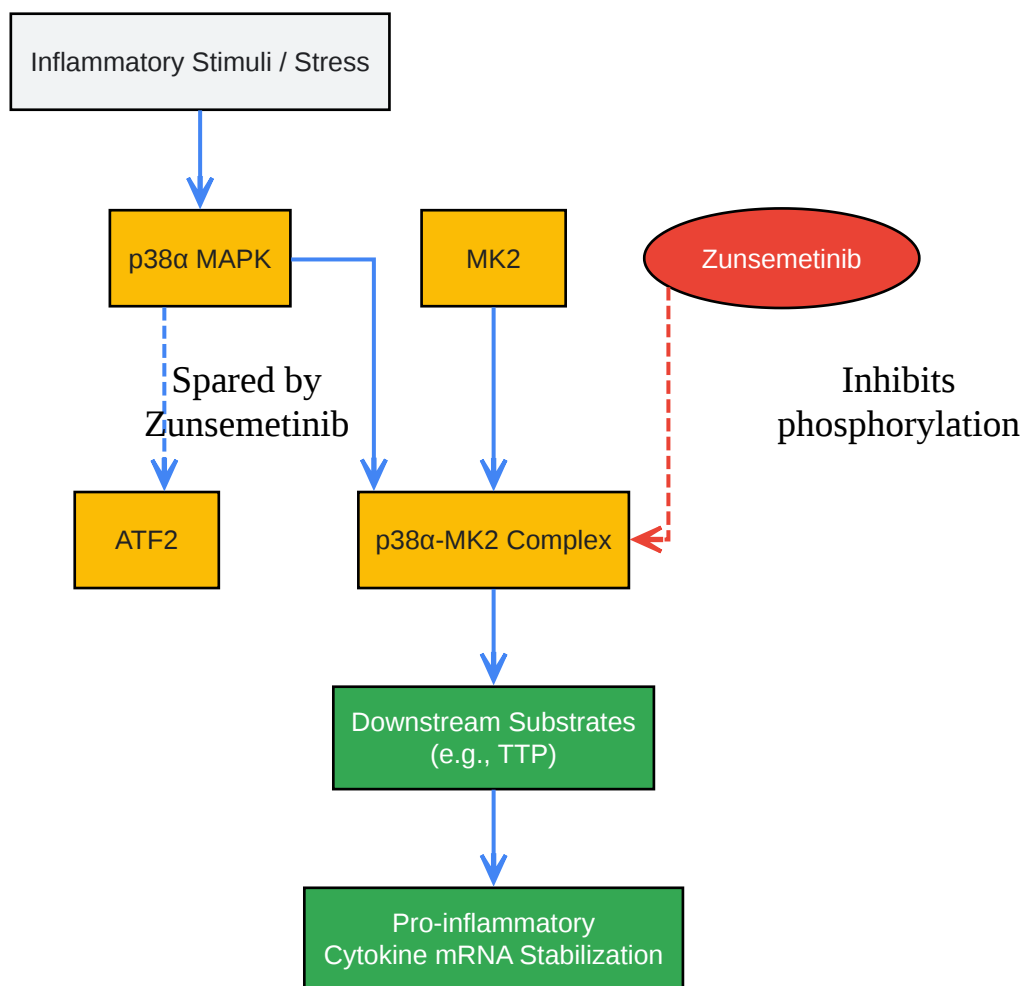 Inflammatory Stimuli / Stress
p38α MAPK
MK2
Zunsemetinib
Spared by
Zunsemetinib
Inhibits
phosphorylation
ATF2
p38α-MK2 Complex
Downstream Substrates
(e.g., TTP)
Pro-inflammatory
Cytokine mRNA Stabilization